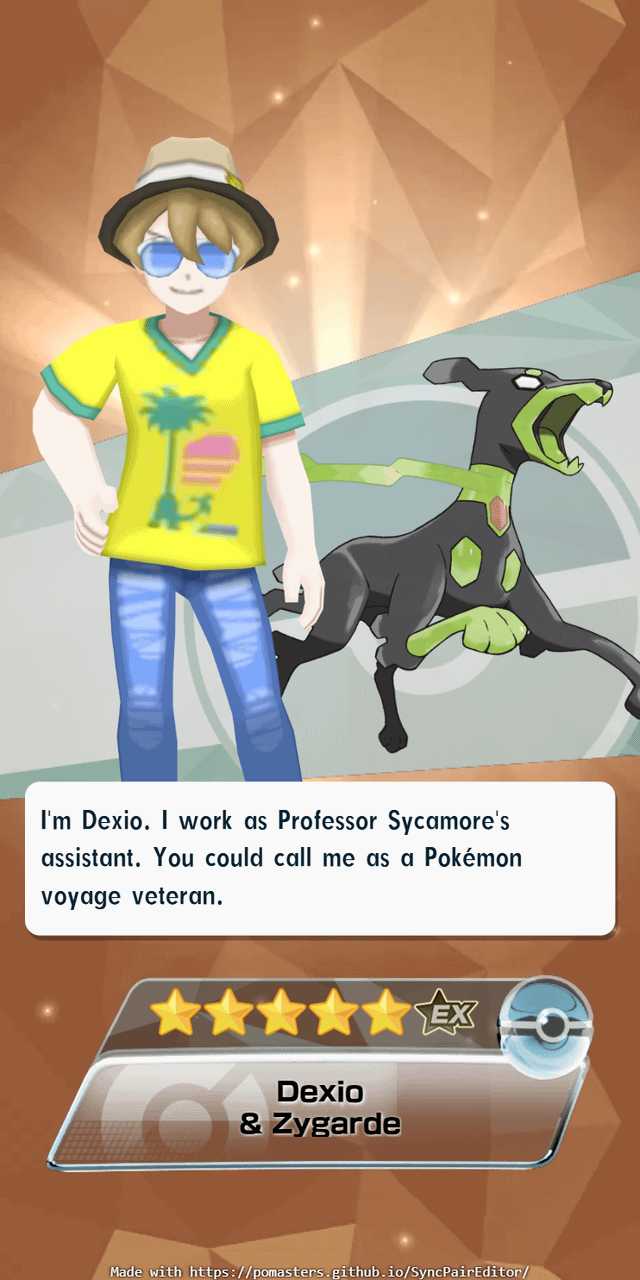 I'm Dexio. I work as Professor Sycamore's
assistant. You could call me as a Pokémon
voyage veteran.
EX
Dexio
& Zygarde
Made with https://pomasters.github.io/SyncPairEditor/